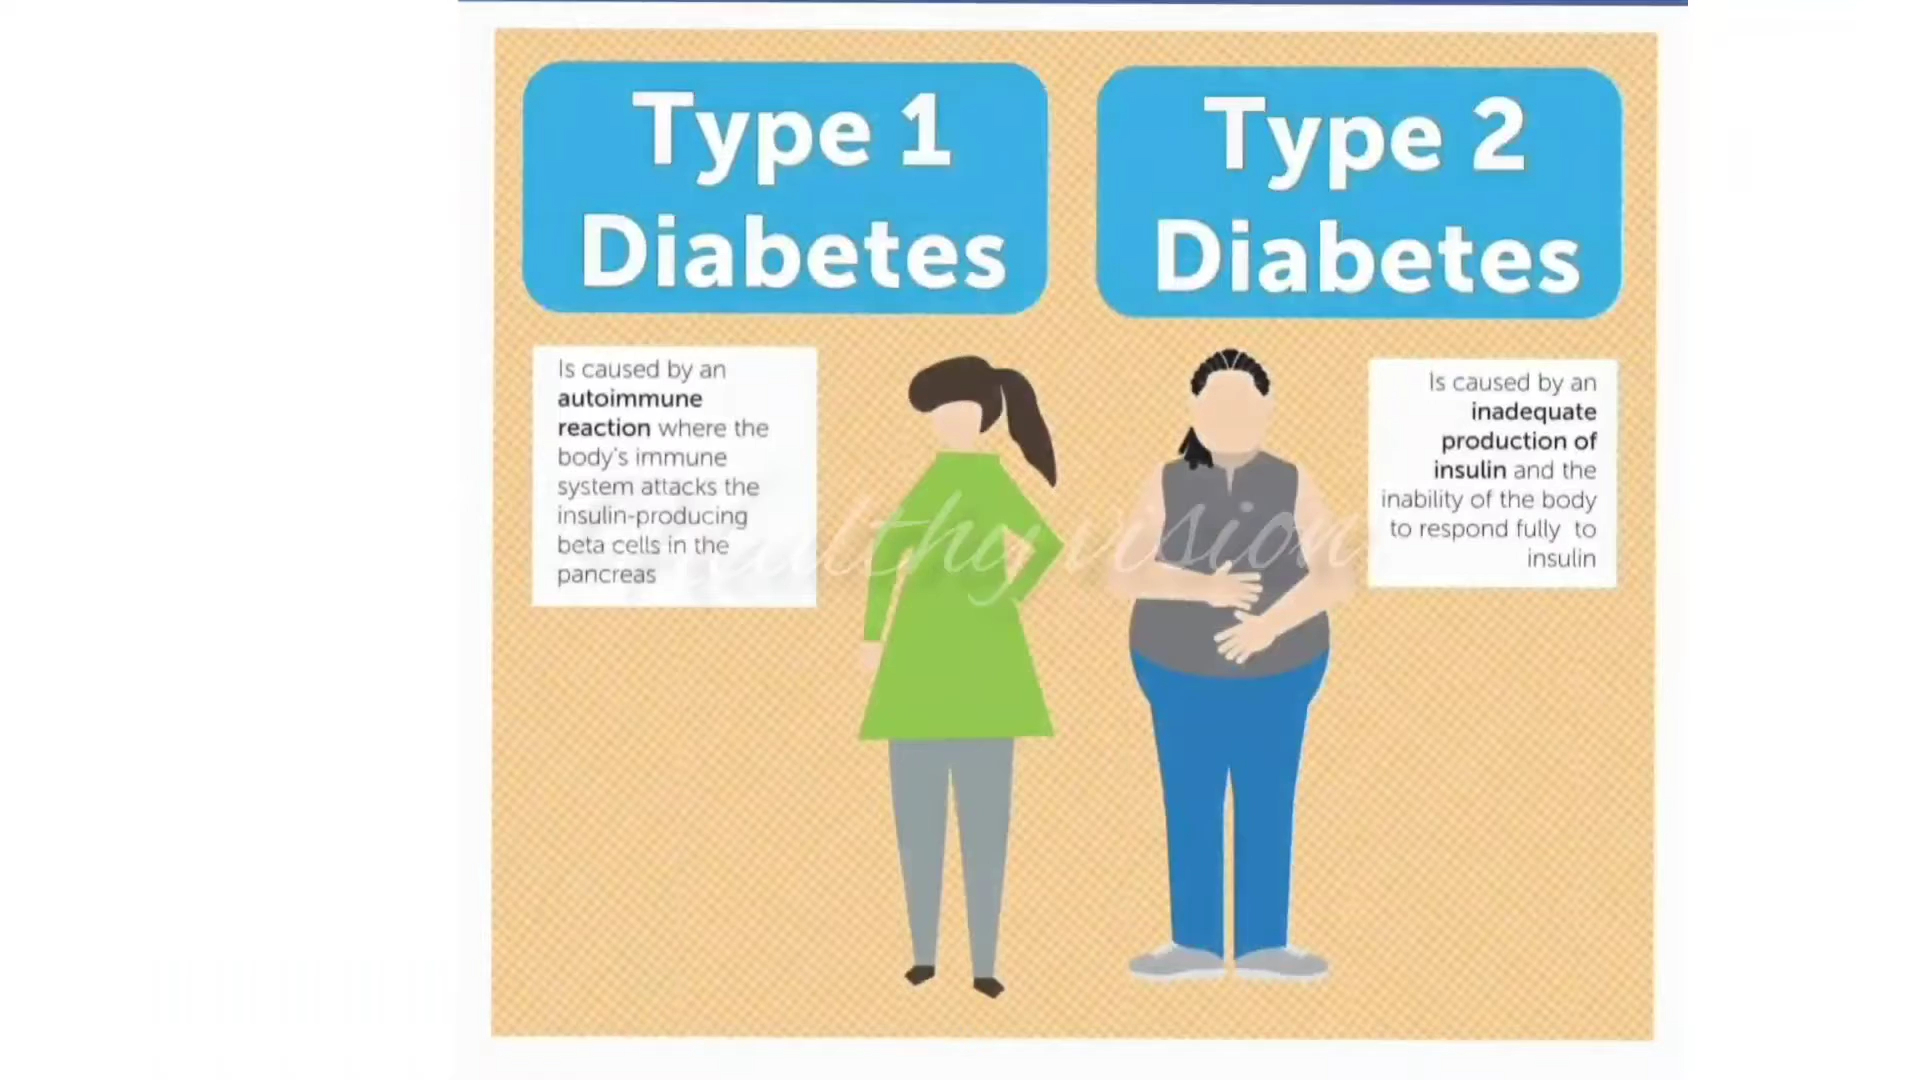 Type 1
Diabetes
Type 2
Diabetes
Is caused by an
autoimmune
reaction where the
body's immune
system attacks the
insulin-producing
beta cells in the
pancreas
Is caused by an
inadequate
production of
insulin and the
inability of the body
to respond fully to
insulin
Healthy vision